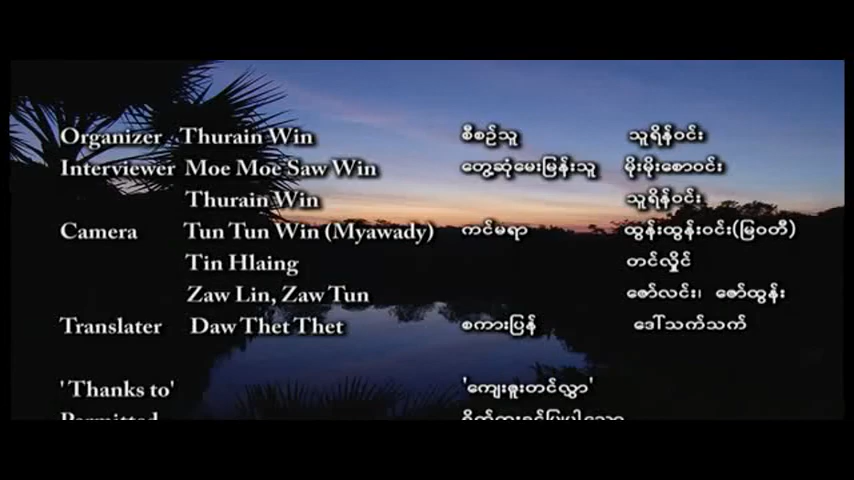 Organizer Thurain Win စီစဉ်သူ သူရိန်ဝင်း
Interviewer Moe Moe Saw Win တွေ့ဆုံမေးမြန်းသူ မိုးမိုးစောဝင်း
Thurain Win သူရိန်ဝင်း
Camera Tun Tun Win (Myawady) ကင်မရာ ထွန်းထွန်းဝင်း(မြဝတီ)
Tin Hlaing တင်လှိုင်
Zaw Lin, Zaw Tun ဇော်လင်း၊ ဇော်ထွန်း
Translater Daw Thet Thet စကားပြန် ဒေါ်သက်သက်
'Thanks to' 'ကျေးဇူးတင်လွှာ'
Permitted